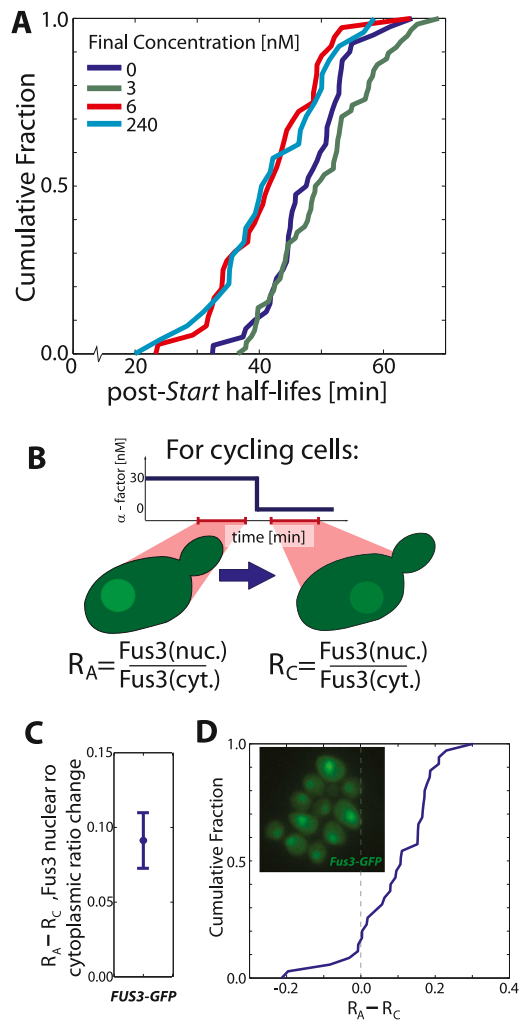 A
Final Concentration [nM]
0
3
6
240
Cumulative Fraction
1.0
0.5
0.0
0
20
40
60
post-Start half-lifes [min]
B
For cycling cells:
α - factor [nM]
30
0
time [min]
R_A = Fus3(nuc.) / Fus3(cyt.)
R_C = Fus3(nuc.) / Fus3(cyt.)
C
R_A – R_C ,Fus3 nuclear ro
cytoplasmic ratio change
0.15
0.10
0.05
0.00
FUS3-GFP
D
Cumulative Fraction
1.0
0.5
0.0
Fus3-GFP
-0.2
0.0
0.2
0.4
R_A – R_C